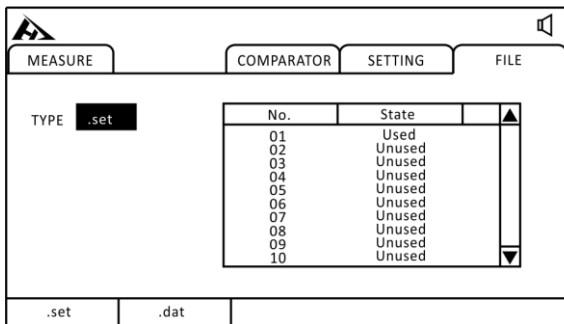 MEASURE COMPARATOR SETTING FILE
TYPE .set
No. State
01 Used
02 Unused
03 Unused
04 Unused
05 Unused
06 Unused
07 Unused
08 Unused
09 Unused
10 Unused
.set .dat